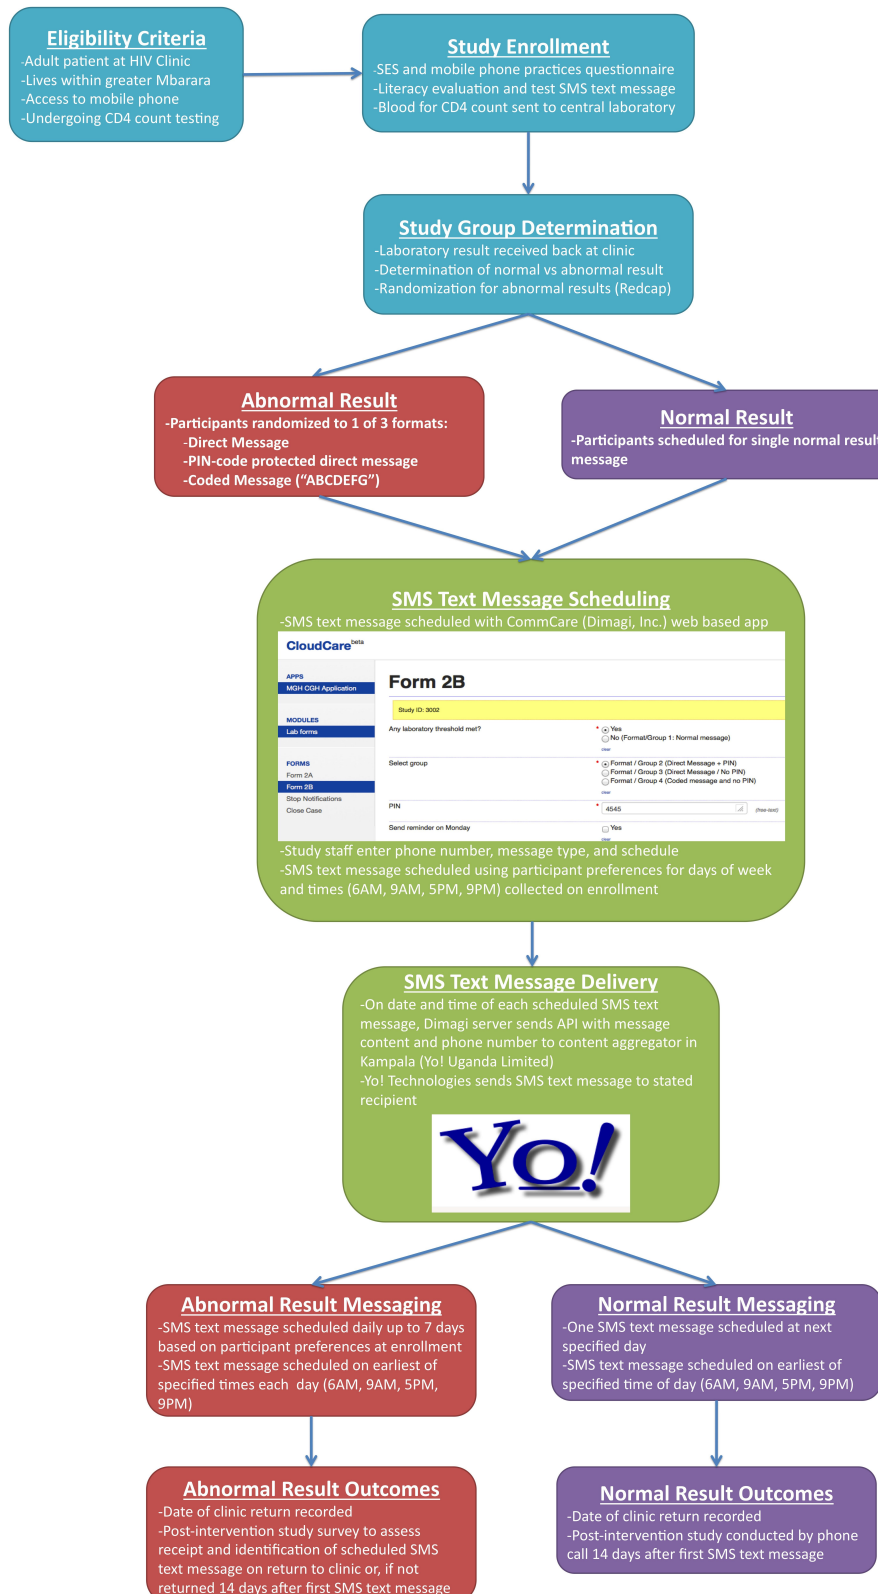 Eligibility Criteria
-Adult patient at HIV Clinic
-Lives within greater Mbarara
-Access to mobile phone
-Undergoing CD4 count testing
Study Enrollment
-SES and mobile phone practices questionnaire
-Literacy evaluation and test SMS text message
-Blood for CD4 count sent to central laboratory
Study Group Determination
-Laboratory result received back at clinic
-Determination of normal vs abnormal result
-Randomization for abnormal results (Redcap)
Abnormal Result
-Participants randomized to 1 of 3 formats:
-Direct Message
-PIN-code protected direct message
-Coded Message (“ABCDEFG”)
Normal Result
-Participants scheduled for single normal result
message
SMS Text Message Scheduling
-SMS text message scheduled with CommCare (Dimagi, Inc.) web based app
CloudCare beta
APPS
MGH CGH Application
MODULES
Lab forms
FORMS
Form 2A
Form 2B
Stop Notifications
Close Case
Form 2B
Study ID: 3002
Any laboratory threshold met?
* Yes
No (Format/Group 1: Normal message)
clear
Select group
* Format / Group 2 (Direct Message + PIN)
Format / Group 3 (Direct Message / No PIN)
Format / Group 4 (Coded message and no PIN)
clear
PIN
* 4545 (free-text)
Send reminder on Monday
Yes
clear
-Study staff enter phone number, message type, and schedule
-SMS text message scheduled using participant preferences for days of week
and times (6AM, 9AM, 5PM, 9PM) collected on enrollment
SMS Text Message Delivery
-On date and time of each scheduled SMS text
message, Dimagi server sends API with message
content and phone number to content aggregator in
Kampala (Yo! Uganda Limited)
-Yo! Technologies sends SMS text message to stated
recipient
Yo!
Abnormal Result Messaging
-SMS text message scheduled daily up to 7 days
based on participant preferences at enrollment
-SMS text message scheduled on earliest of
specified times each day (6AM, 9AM, 5PM,
9PM)
Normal Result Messaging
-One SMS text message scheduled at next
specified day
-SMS text message scheduled on earliest of
specified time of day (6AM, 9AM, 5PM, 9PM)
Abnormal Result Outcomes
-Date of clinic return recorded
-Post-intervention study survey to assess
receipt and identification of scheduled SMS
text message on return to clinic or, if not
returned 14 days after first SMS text message
Normal Result Outcomes
-Date of clinic return recorded
-Post-intervention study conducted by phone
call 14 days after first SMS text message